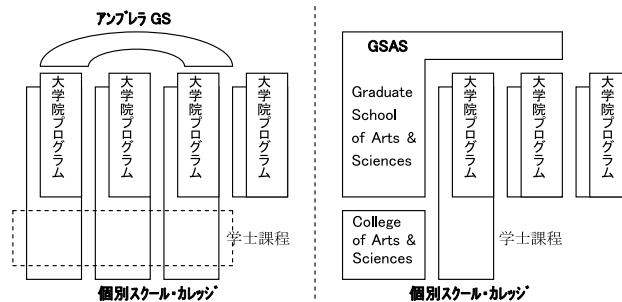 アンブレラ GS
大学院プログラム
大学院プログラム
大学院プログラム
大学院プログラム
学士課程
個別スクール・カレッジ
GSAS
Graduate
School
of Arts &
Sciences
大学院プログラム
大学院プログラム
大学院プログラム
College
of Arts &
Sciences
学士課程
個別スクール・カレッジ